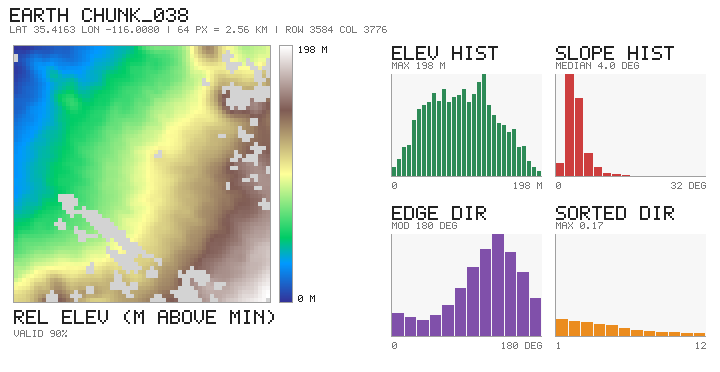 EARTH CHUNK_038
LAT 35.4163 LON -116.0080 | 64 PX = 2.56 KM | ROW 3584 COL 3776
198 M
0 M
REL ELEV (M ABOVE MIN)
VALID 90%
ELEV HIST
MAX 198 M
0 198 M
SLOPE HIST
MEDIAN 4.0 DEG
0 32 DEG
EDGE DIR
MOD 180 DEG
0 180 DEG
SORTED DIR
MAX 0.17
1 12